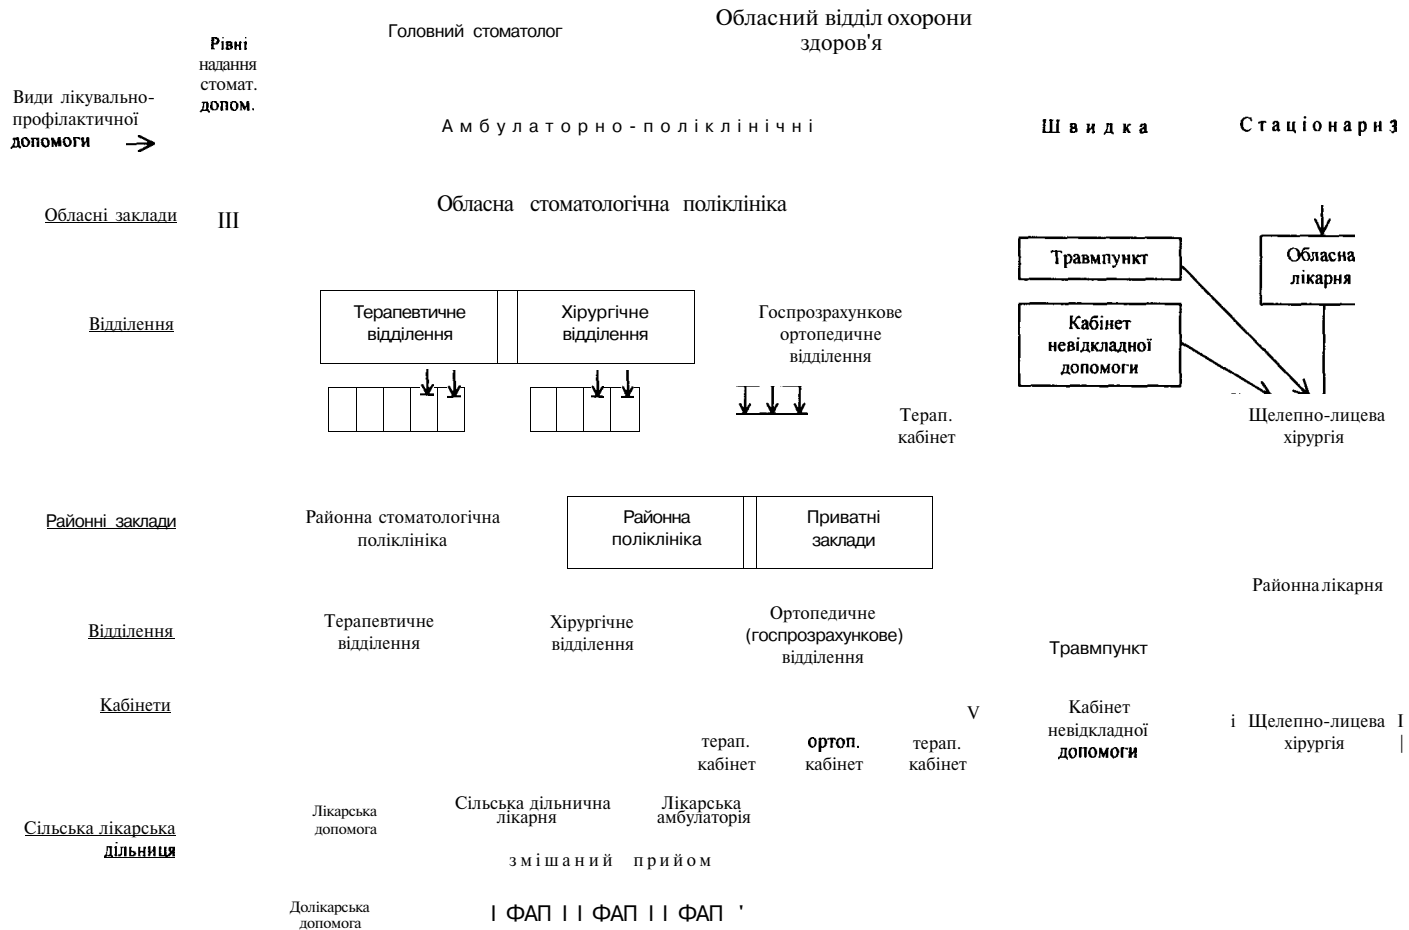 Головний стоматолог
Обласний відділ охорони
здоров'я
Рівні
надання
стомат.
допом.
Види лікувально-
профілактичної
допомоги
Амбулаторно-поліклінічні
Швидка
Стаціонарна
Обласні заклади
III
Обласна стоматологічна поліклініка
Травмпункт
Обласна
лікарня
Відділення
Терапевтичне
відділення
Хірургічне
відділення
Госпрозрахункове
ортопедичне
відділення
Кабінет
невідкладної
допомоги
Терап.
кабінет
Щелепно-лицева
хірургія
Районні заклади
Районна стоматологічна
поліклініка
Районна
поліклініка
Приватні
заклади
Районна лікарня
Відділення
Терапевтичне
відділення
Хірургічне
відділення
Ортопедичне
(госпрозрахункове)
відділення
Травмпункт
Кабінети
V
терап.
кабінет
ортоп.
кабінет
терап.
кабінет
Кабінет
невідкладної
допомоги
і Щелепно-лицева I
хірургія |
Сільська лікарська
дільниця
Лікарська
допомога
Сільська дільнична
лікарня
Лікарська
амбулаторія
змішаний прийом
Долікарська
допомога
I ФАП I I ФАП I I ФАП '